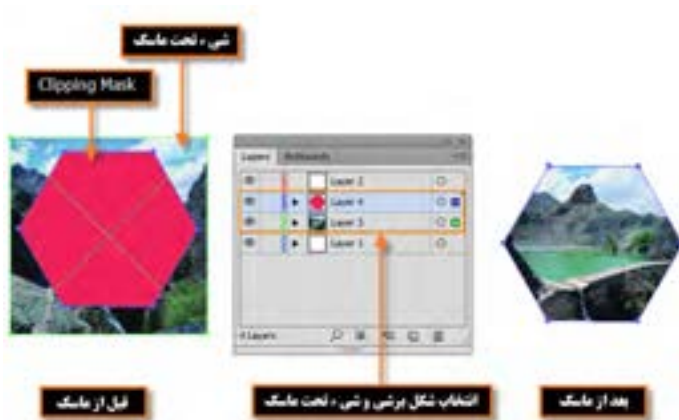 شی ء تحت ماسک
Clipping Mask
Layers Artboards
Layer 2
Layer 4
Layer 3
Layer 1
4 Layers
قبل از ماسک
انتخاب شکل برشی و شی ء تحت ماسک
بعد از ماسک